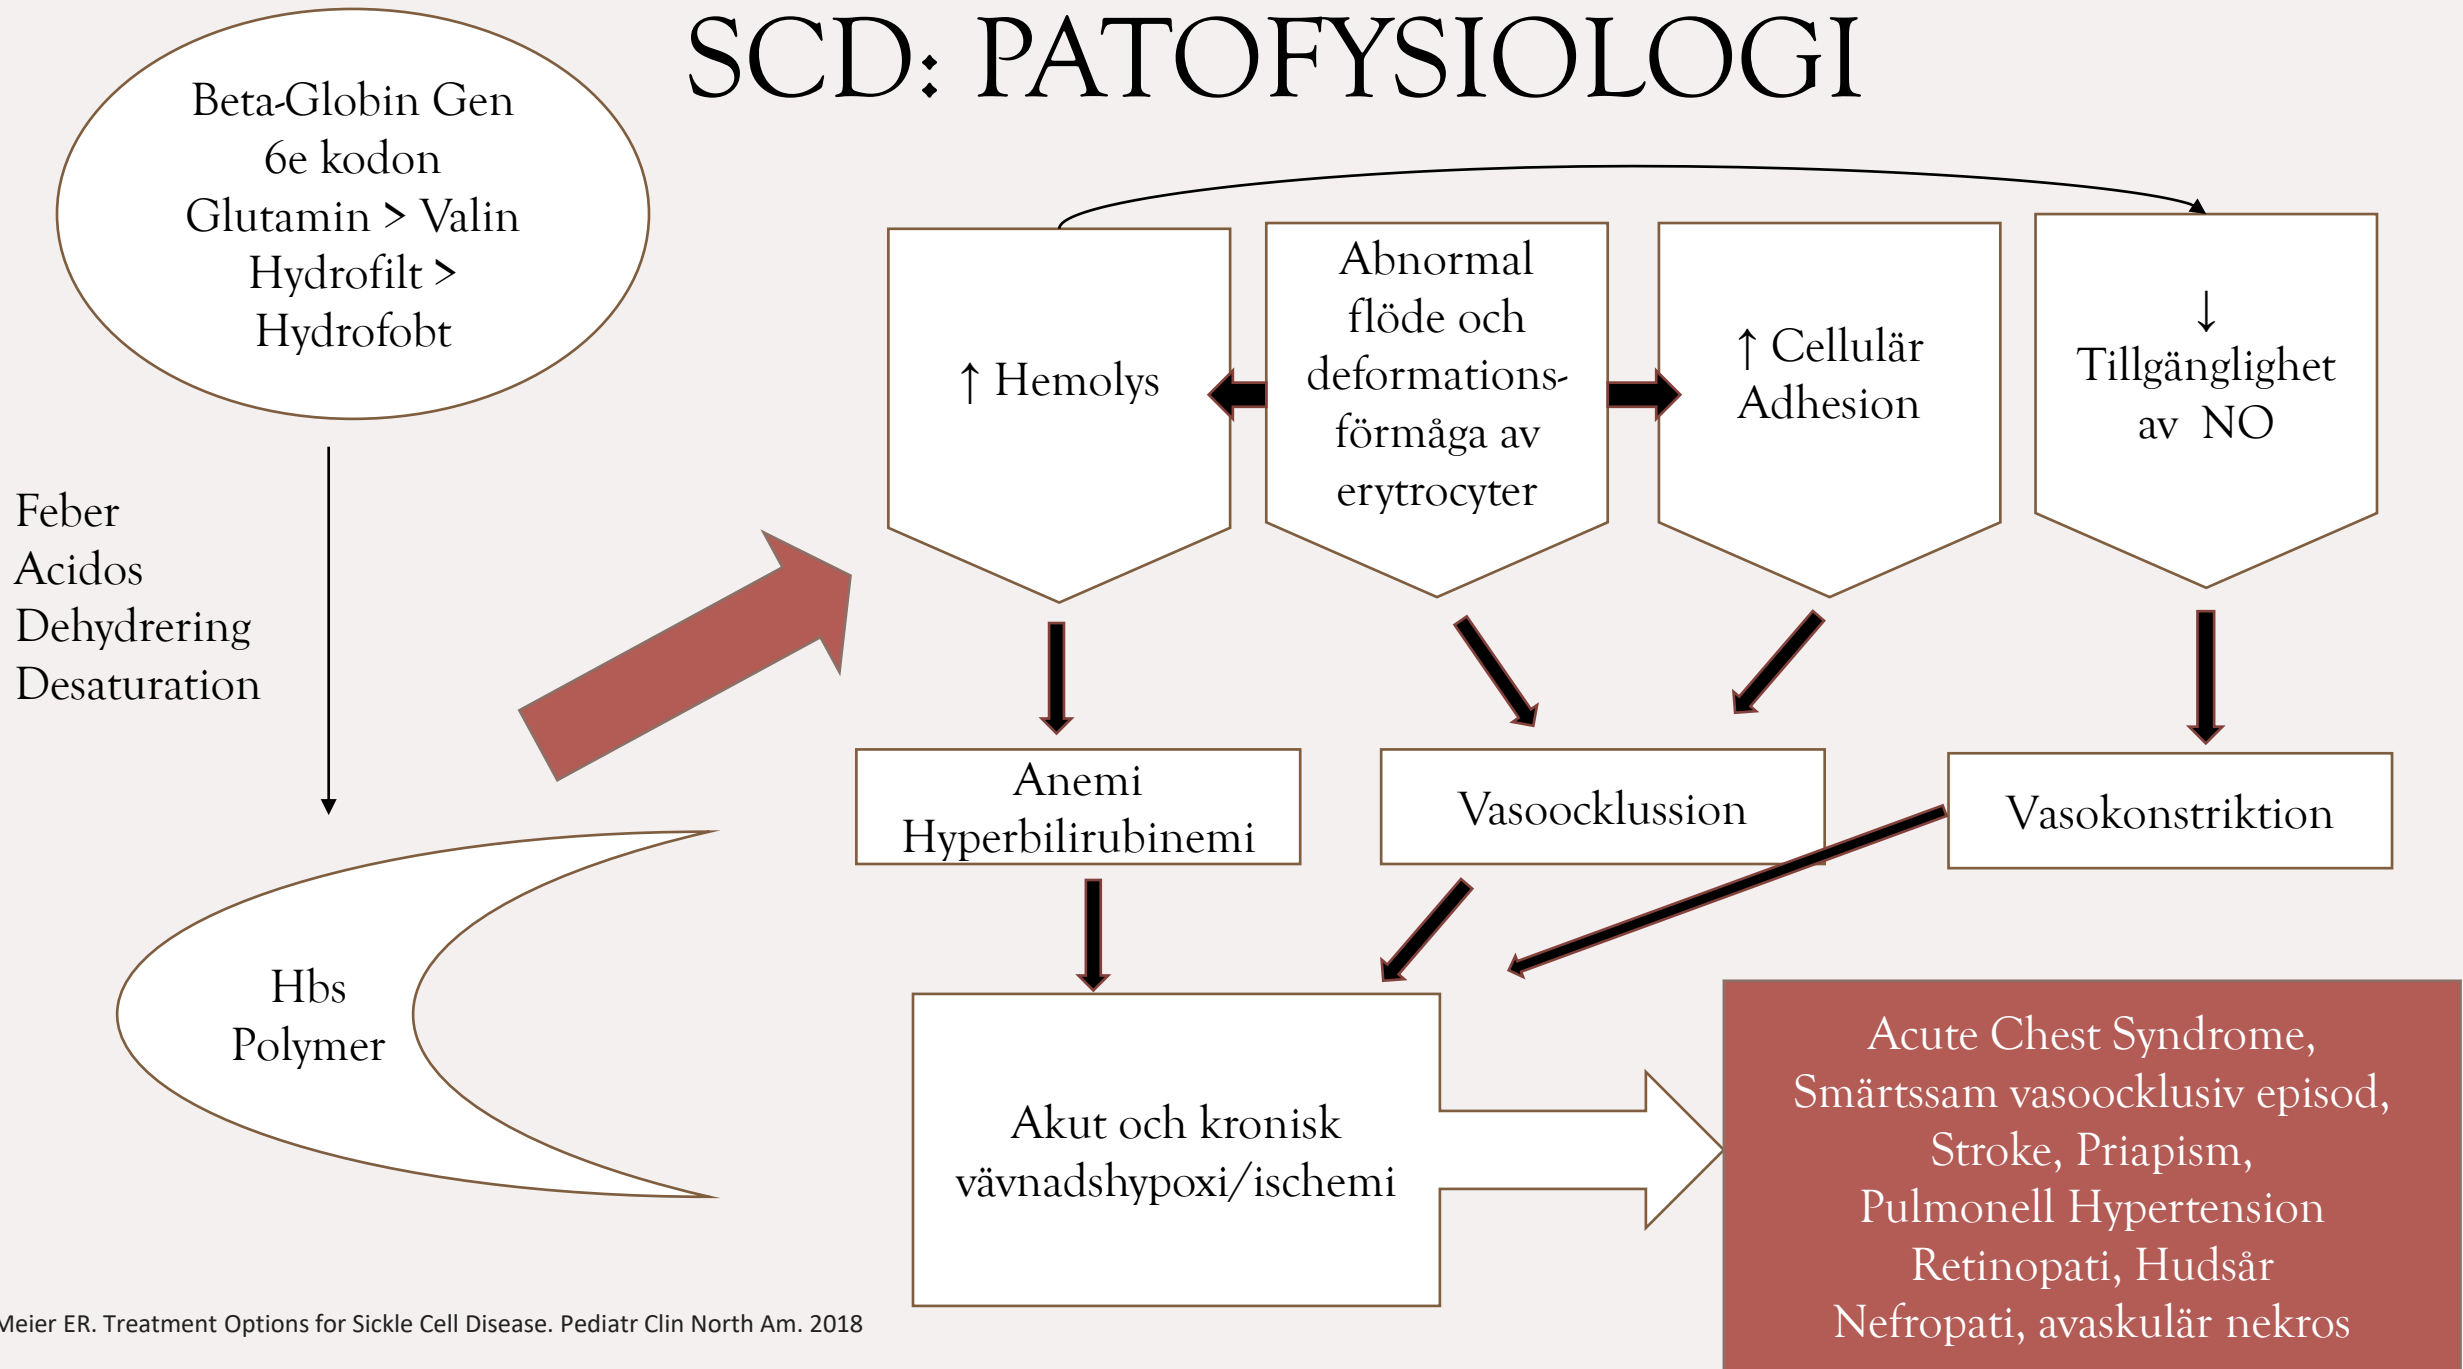 SCD: PATOFYSIOLOGI
Beta-Globin Gen
6e kodon
Glutamin > Valin
Hydrofilt >
Hydrofobt
Feber
Acidos
Dehydrering
Desaturation
Hbs
Polymer
↑ Hemolys
Abnormal
flöde och
deformations-
förmåga av
erytrocyter
↑ Cellulär
Adhesion
↓
Tillgänglighet
av NO
Anemi
Hyperbilirubinemi
Vasoocklussion
Vasokonstriktion
Akut och kronisk
vävnadshypoxi/ischemi
Acute Chest Syndrome,
Smärtssam vasoocklusiv episod,
Stroke, Priapism,
Pulmonell Hypertension
Retinopati, Hudsår
Nefropati, avaskulär nekros
Meier ER. Treatment Options for Sickle Cell Disease. Pediatr Clin North Am. 2018